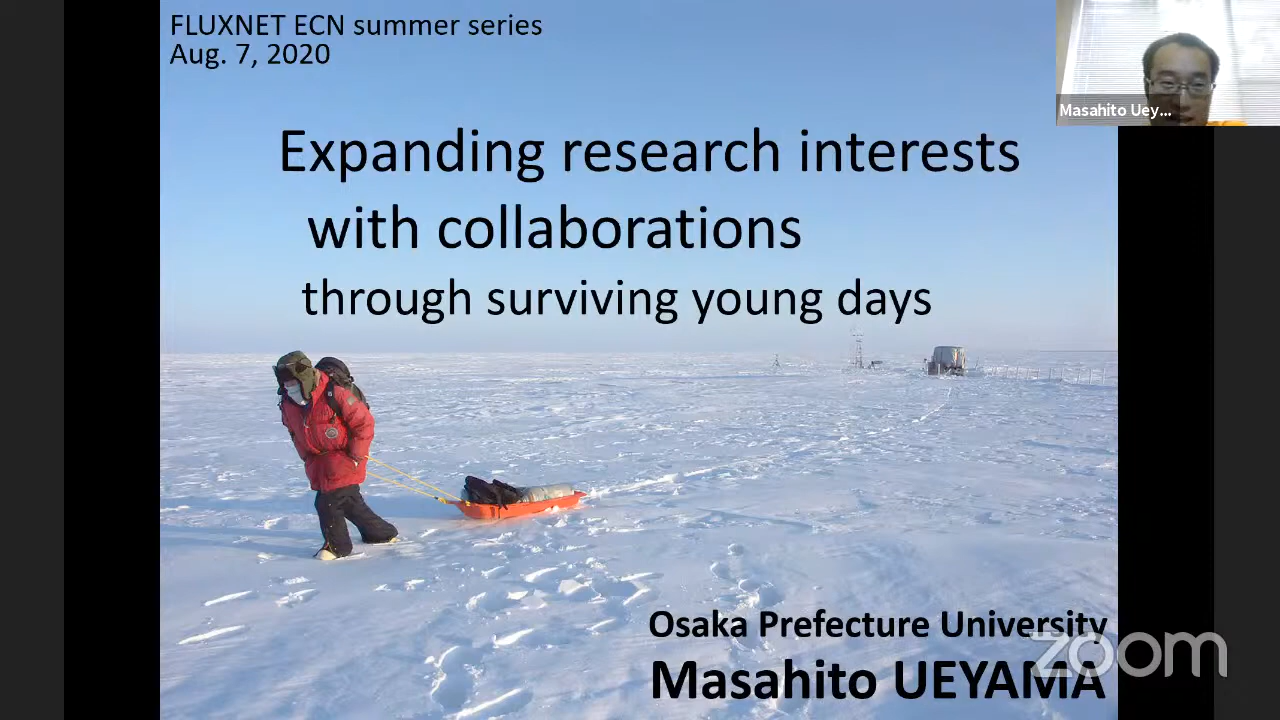 FLUXNET ECN summer series
Aug. 7, 2020
Masahito Uey...
Expanding research interests
with collaborations
through surviving young days
Osaka Prefecture University
Masahito UEYAMA
zoom